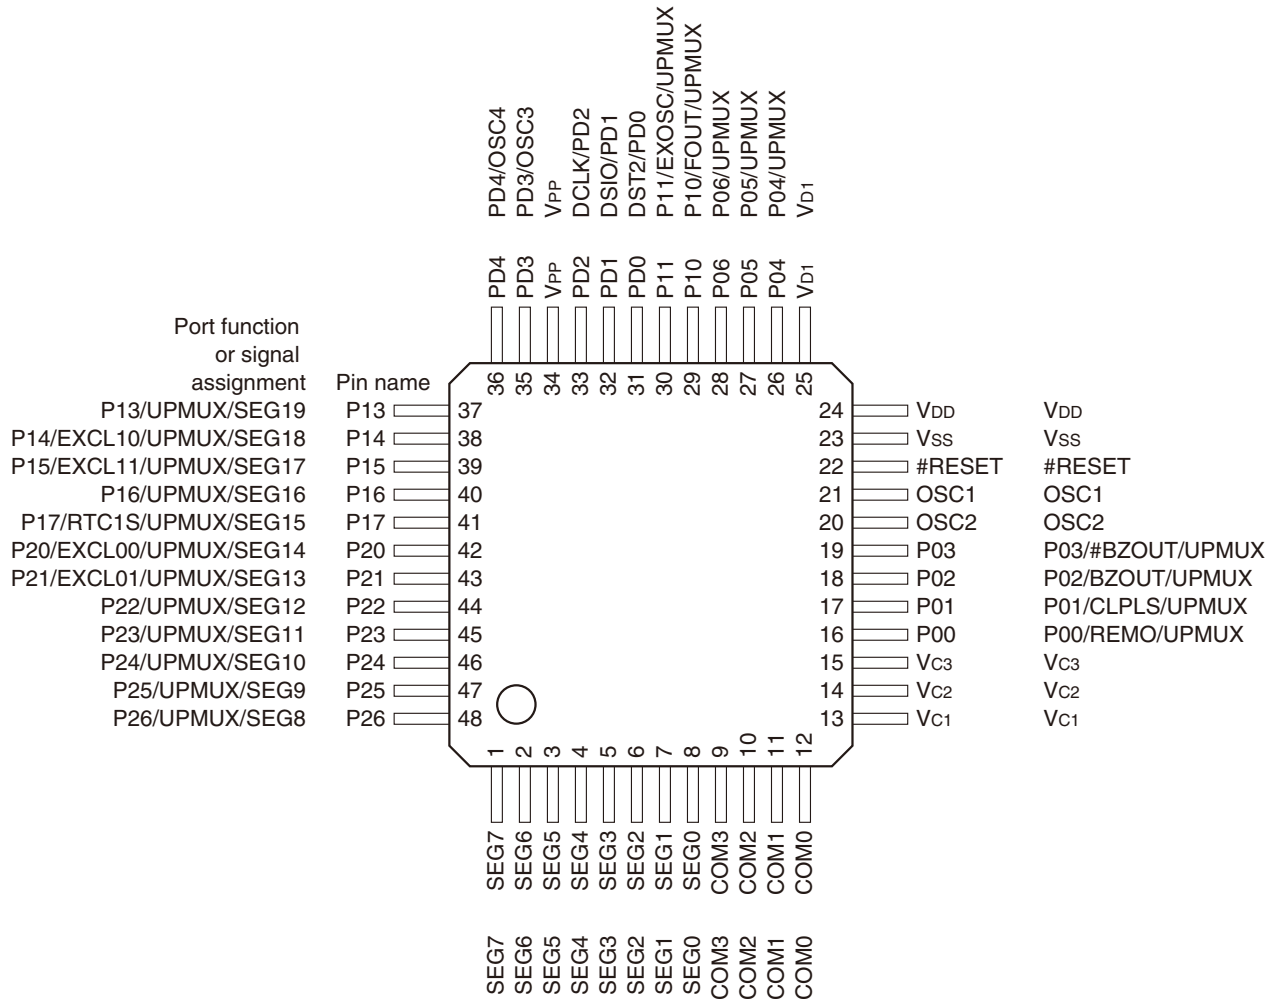 PD4/OSC4
PD3/OSC3
VPP
DCLK/PD2
DSIO/PD1
DST2/PD0
P11/EXOSC/UPMUX
P10/FOUT/UPMUX
P06/UPMUX
P05/UPMUX
P04/UPMUX
VD1
PD4
PD3
VPP
PD2
PD1
PD0
P11
P10
P06
P05
P04
VD1
Port function
or signal
assignment
Pin name
36
35
34
33
32
31
30
29
28
27
26
25
P13/UPMUX/SEG19 P13 37
P14/EXCL10/UPMUX/SEG18 P14 38
P15/EXCL11/UPMUX/SEG17 P15 39
P16/UPMUX/SEG16 P16 40
P17/RTC1S/UPMUX/SEG15 P17 41
P20/EXCL00/UPMUX/SEG14 P20 42
P21/EXCL01/UPMUX/SEG13 P21 43
P22/UPMUX/SEG12 P22 44
P23/UPMUX/SEG11 P23 45
P24/UPMUX/SEG10 P24 46
P25/UPMUX/SEG9 P25 47
P26/UPMUX/SEG8 P26 48
24 VDD VDD
23 VSS VSS
22 #RESET #RESET
21 OSC1 OSC1
20 OSC2 OSC2
19 P03 P03/#BZOUT/UPMUX
18 P02 P02/BZOUT/UPMUX
17 P01 P01/CLPLS/UPMUX
16 P00 P00/REMO/UPMUX
15 VC3 VC3
14 VC2 VC2
13 VC1 VC1
1
2
3
4
5
6
7
8
9
10
11
12
SEG7
SEG6
SEG5
SEG4
SEG3
SEG2
SEG1
SEG0
COM3
COM2
COM1
COM0
SEG7
SEG6
SEG5
SEG4
SEG3
SEG2
SEG1
SEG0
COM3
COM2
COM1
COM0